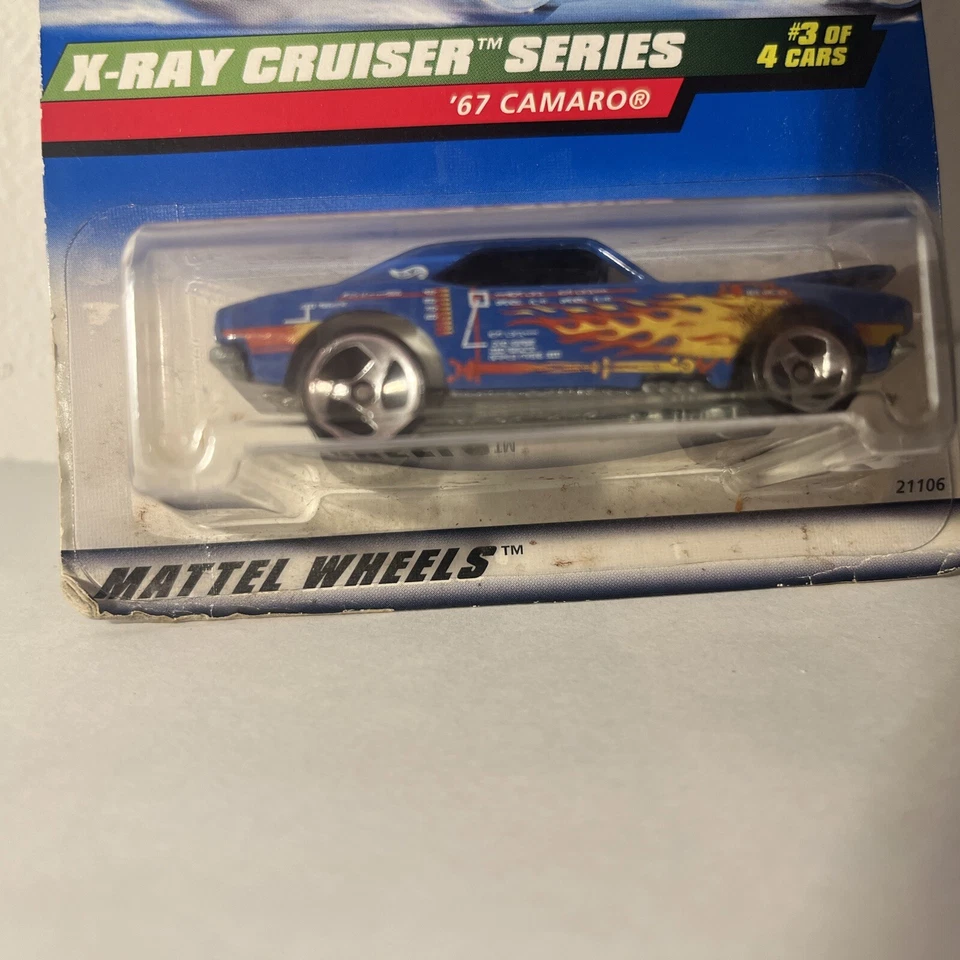 X-RAY CRUISER™ SERIES
#3 OF
4 CARS
'67 CAMARO®
21106
MATTEL WHEELS™